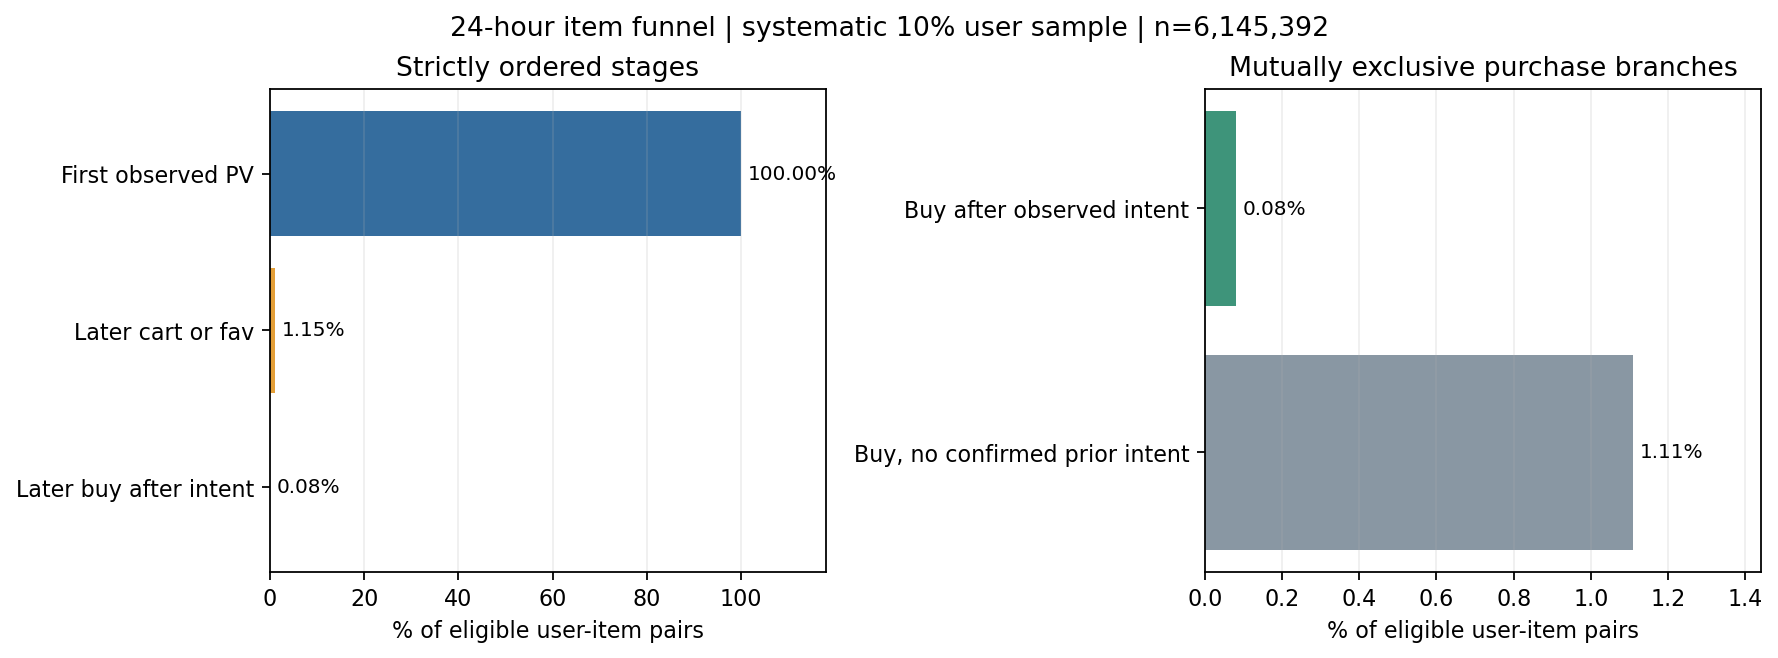 24-hour item funnel | systematic 10% user sample | n=6,145,392
Strictly ordered stages
First observed PV
100.00%
Later cart or fav
1.15%
Later buy after intent
0.08%
0 20 40 60 80 100
% of eligible user-item pairs
Mutually exclusive purchase branches
Buy after observed intent
0.08%
Buy, no confirmed prior intent
1.11%
0.0 0.2 0.4 0.6 0.8 1.0 1.2 1.4
% of eligible user-item pairs